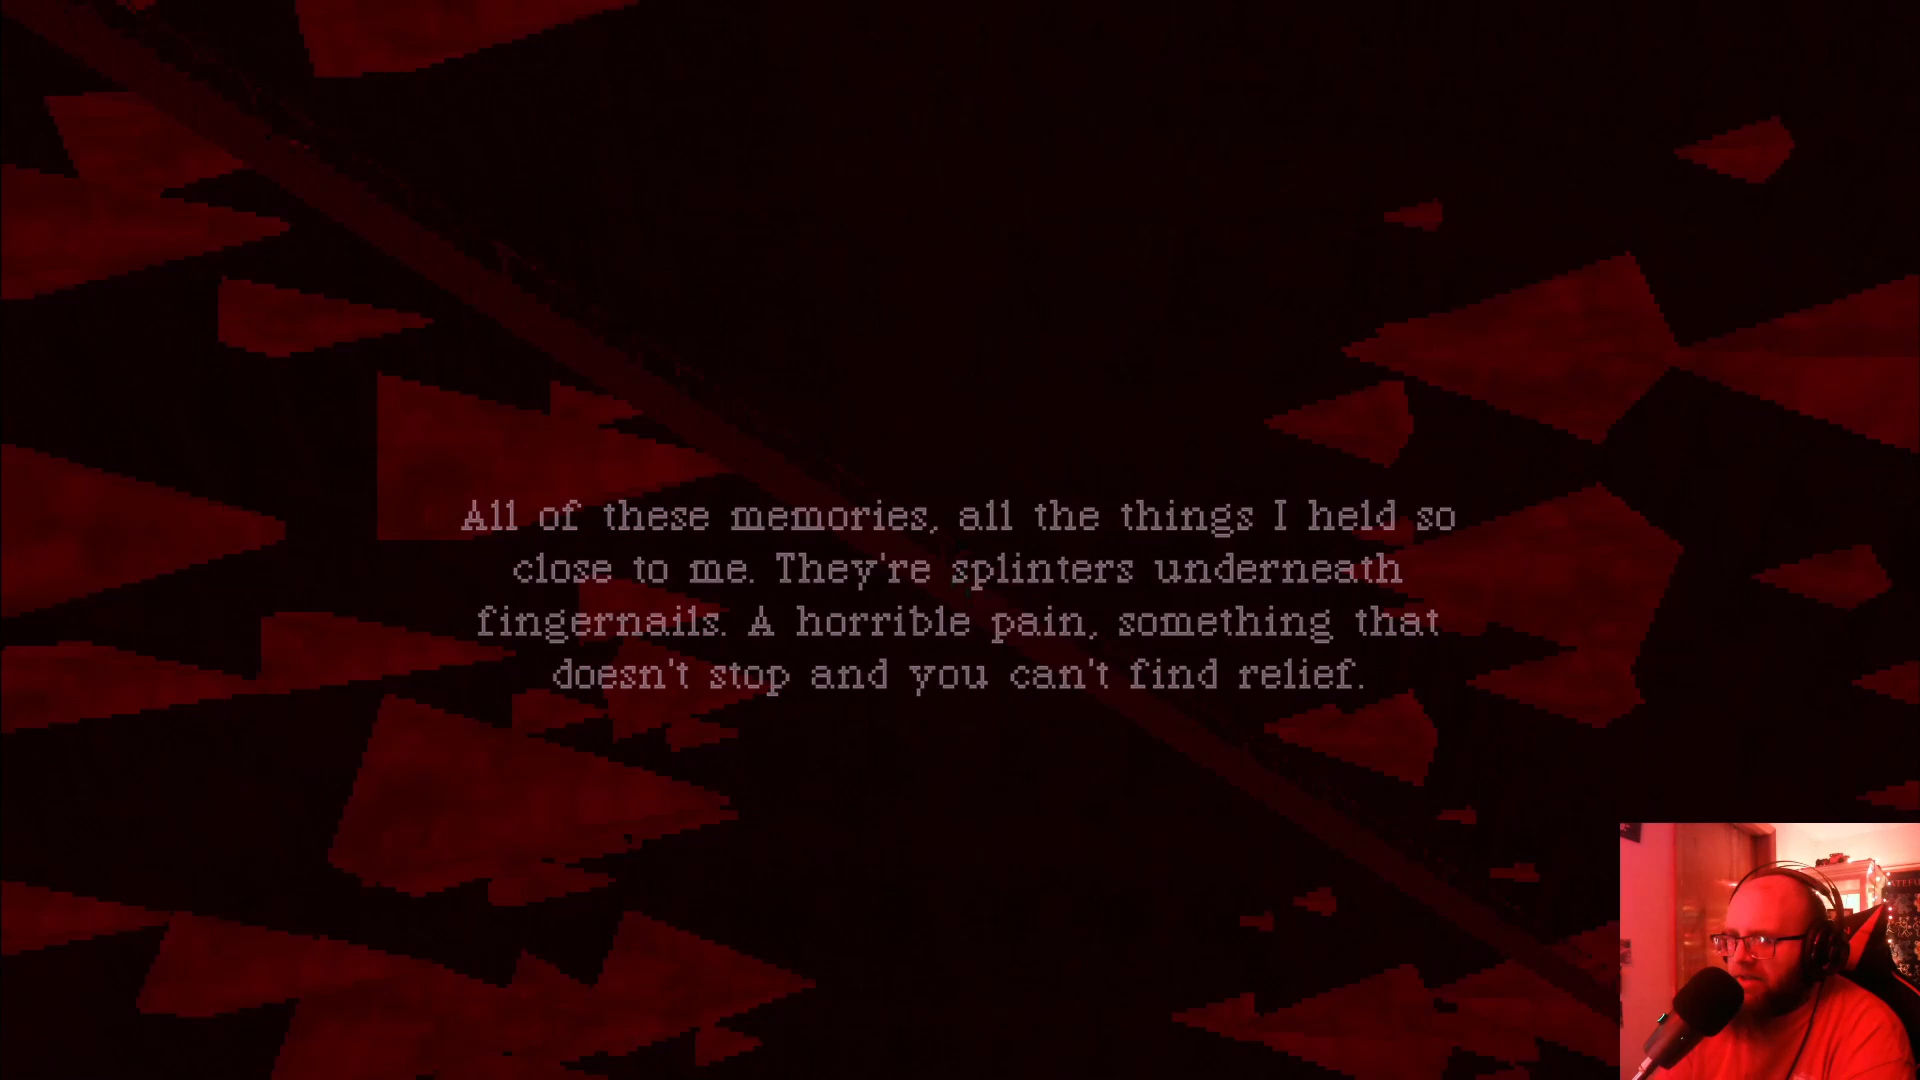 All of these memories, all the things I held so
close to me. They're splinters underneath
fingernails. A horrible pain, something that
doesn't stop and you can't find relief.